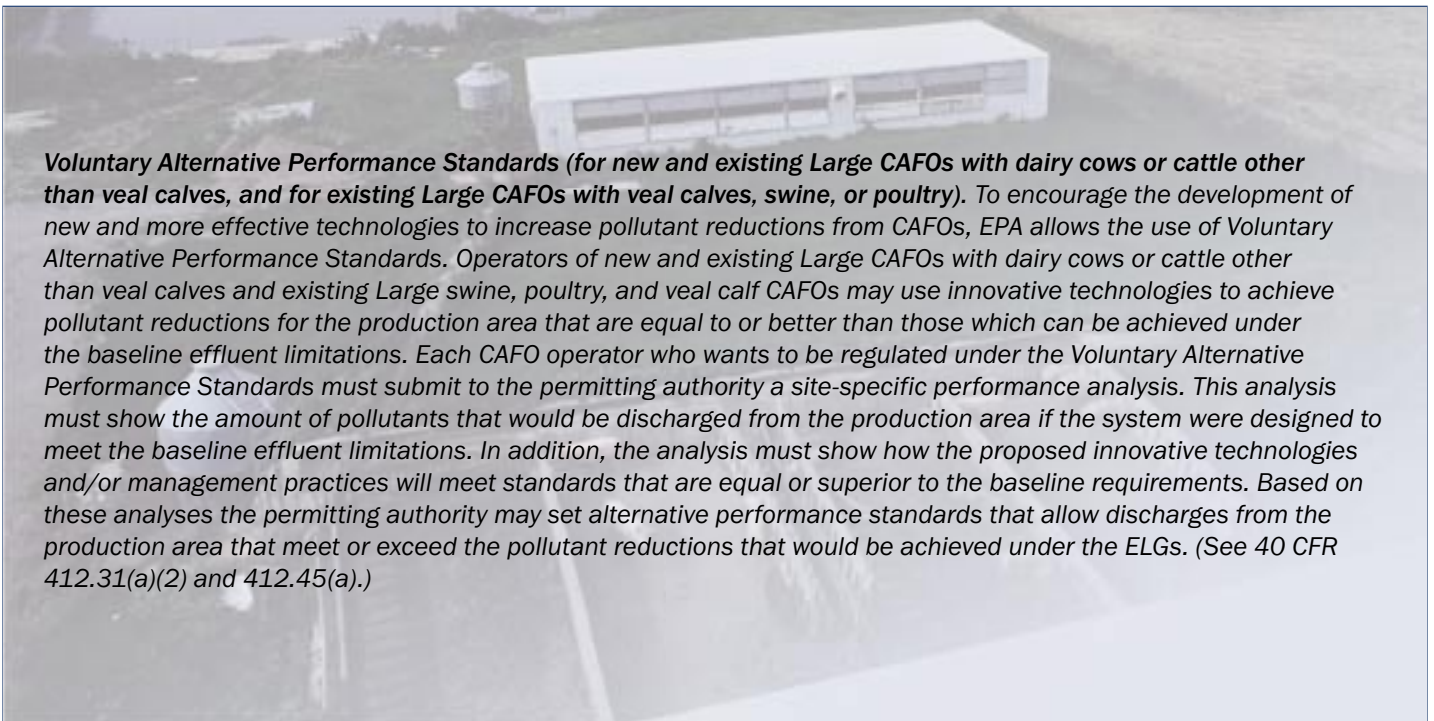 Voluntary Alternative Performance Standards (for new and existing Large CAFOs with dairy cows or cattle other
than veal calves, and for existing Large CAFOs with veal calves, swine, or poultry). To encourage the development of
new and more effective technologies to increase pollutant reductions from CAFOs, EPA allows the use of Voluntary
Alternative Performance Standards. Operators of new and existing Large CAFOs with dairy cows or cattle other
than veal calves and existing Large swine, poultry, and veal calf CAFOs may use innovative technologies to achieve
pollutant reductions for the production area that are equal to or better than those which can be achieved under
the baseline effluent limitations. Each CAFO operator who wants to be regulated under the Voluntary Alternative
Performance Standards must submit to the permitting authority a site-specific performance analysis. This analysis
must show the amount of pollutants that would be discharged from the production area if the system were designed to
meet the baseline effluent limitations. In addition, the analysis must show how the proposed innovative technologies
and/or management practices will meet standards that are equal or superior to the baseline requirements. Based on
these analyses the permitting authority may set alternative performance standards that allow discharges from the
production area that meet or exceed the pollutant reductions that would be achieved under the ELGs. (See 40 CFR
412.31(a)(2) and 412.45(a).)